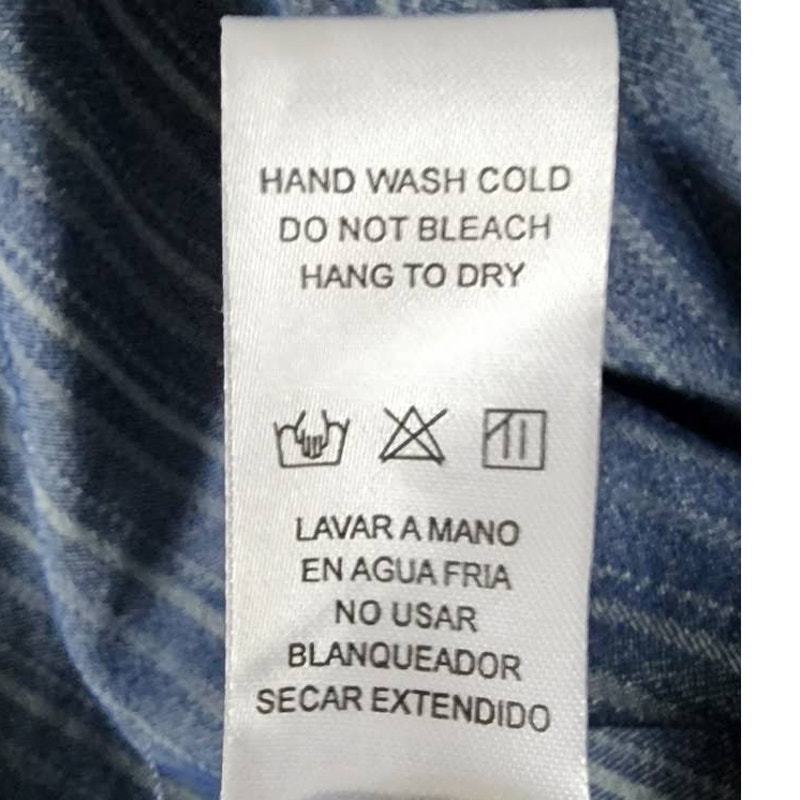 HAND WASH COLD
DO NOT BLEACH
HANG TO DRY
LAVAR A MANO
EN AGUA FRIA
NO USAR
BLANQUEADOR
SECAR EXTENDIDO